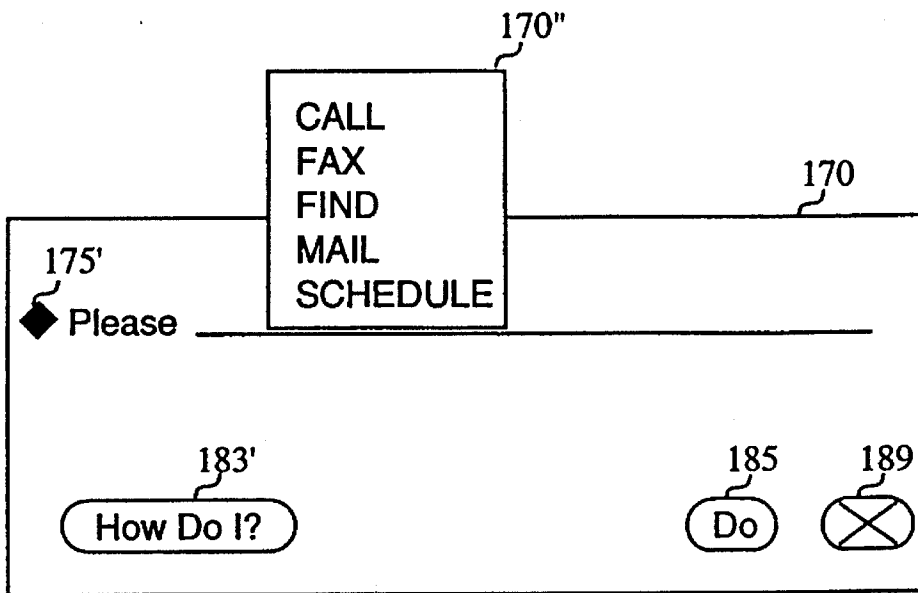 170"
CALL
FAX
FIND
MAIL
SCHEDULE
170
175'
Please
183'
185
189
How Do I?
Do